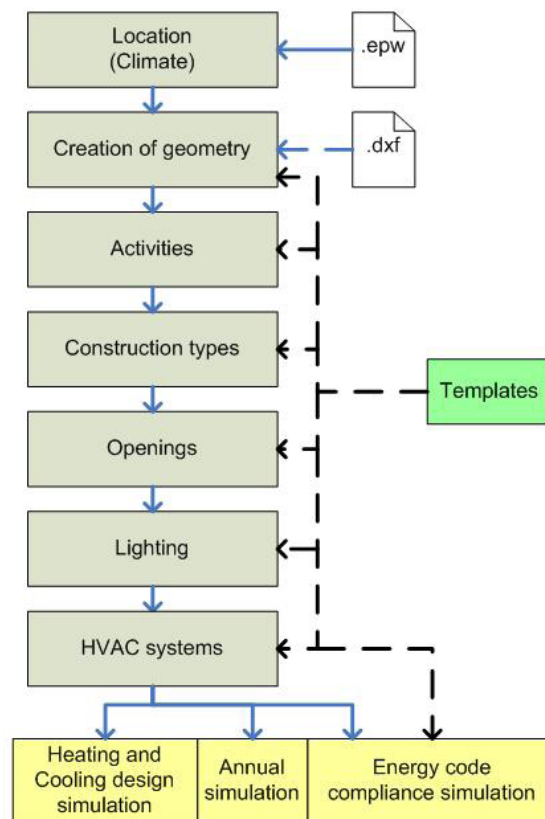 Location
(Climate)
.epw
Creation of geometry
.dxf
Activities
Construction types
Templates
Openings
Lighting
HVAC systems
Heating and
Cooling design
simulation
Annual
simulation
Energy code
compliance simulation